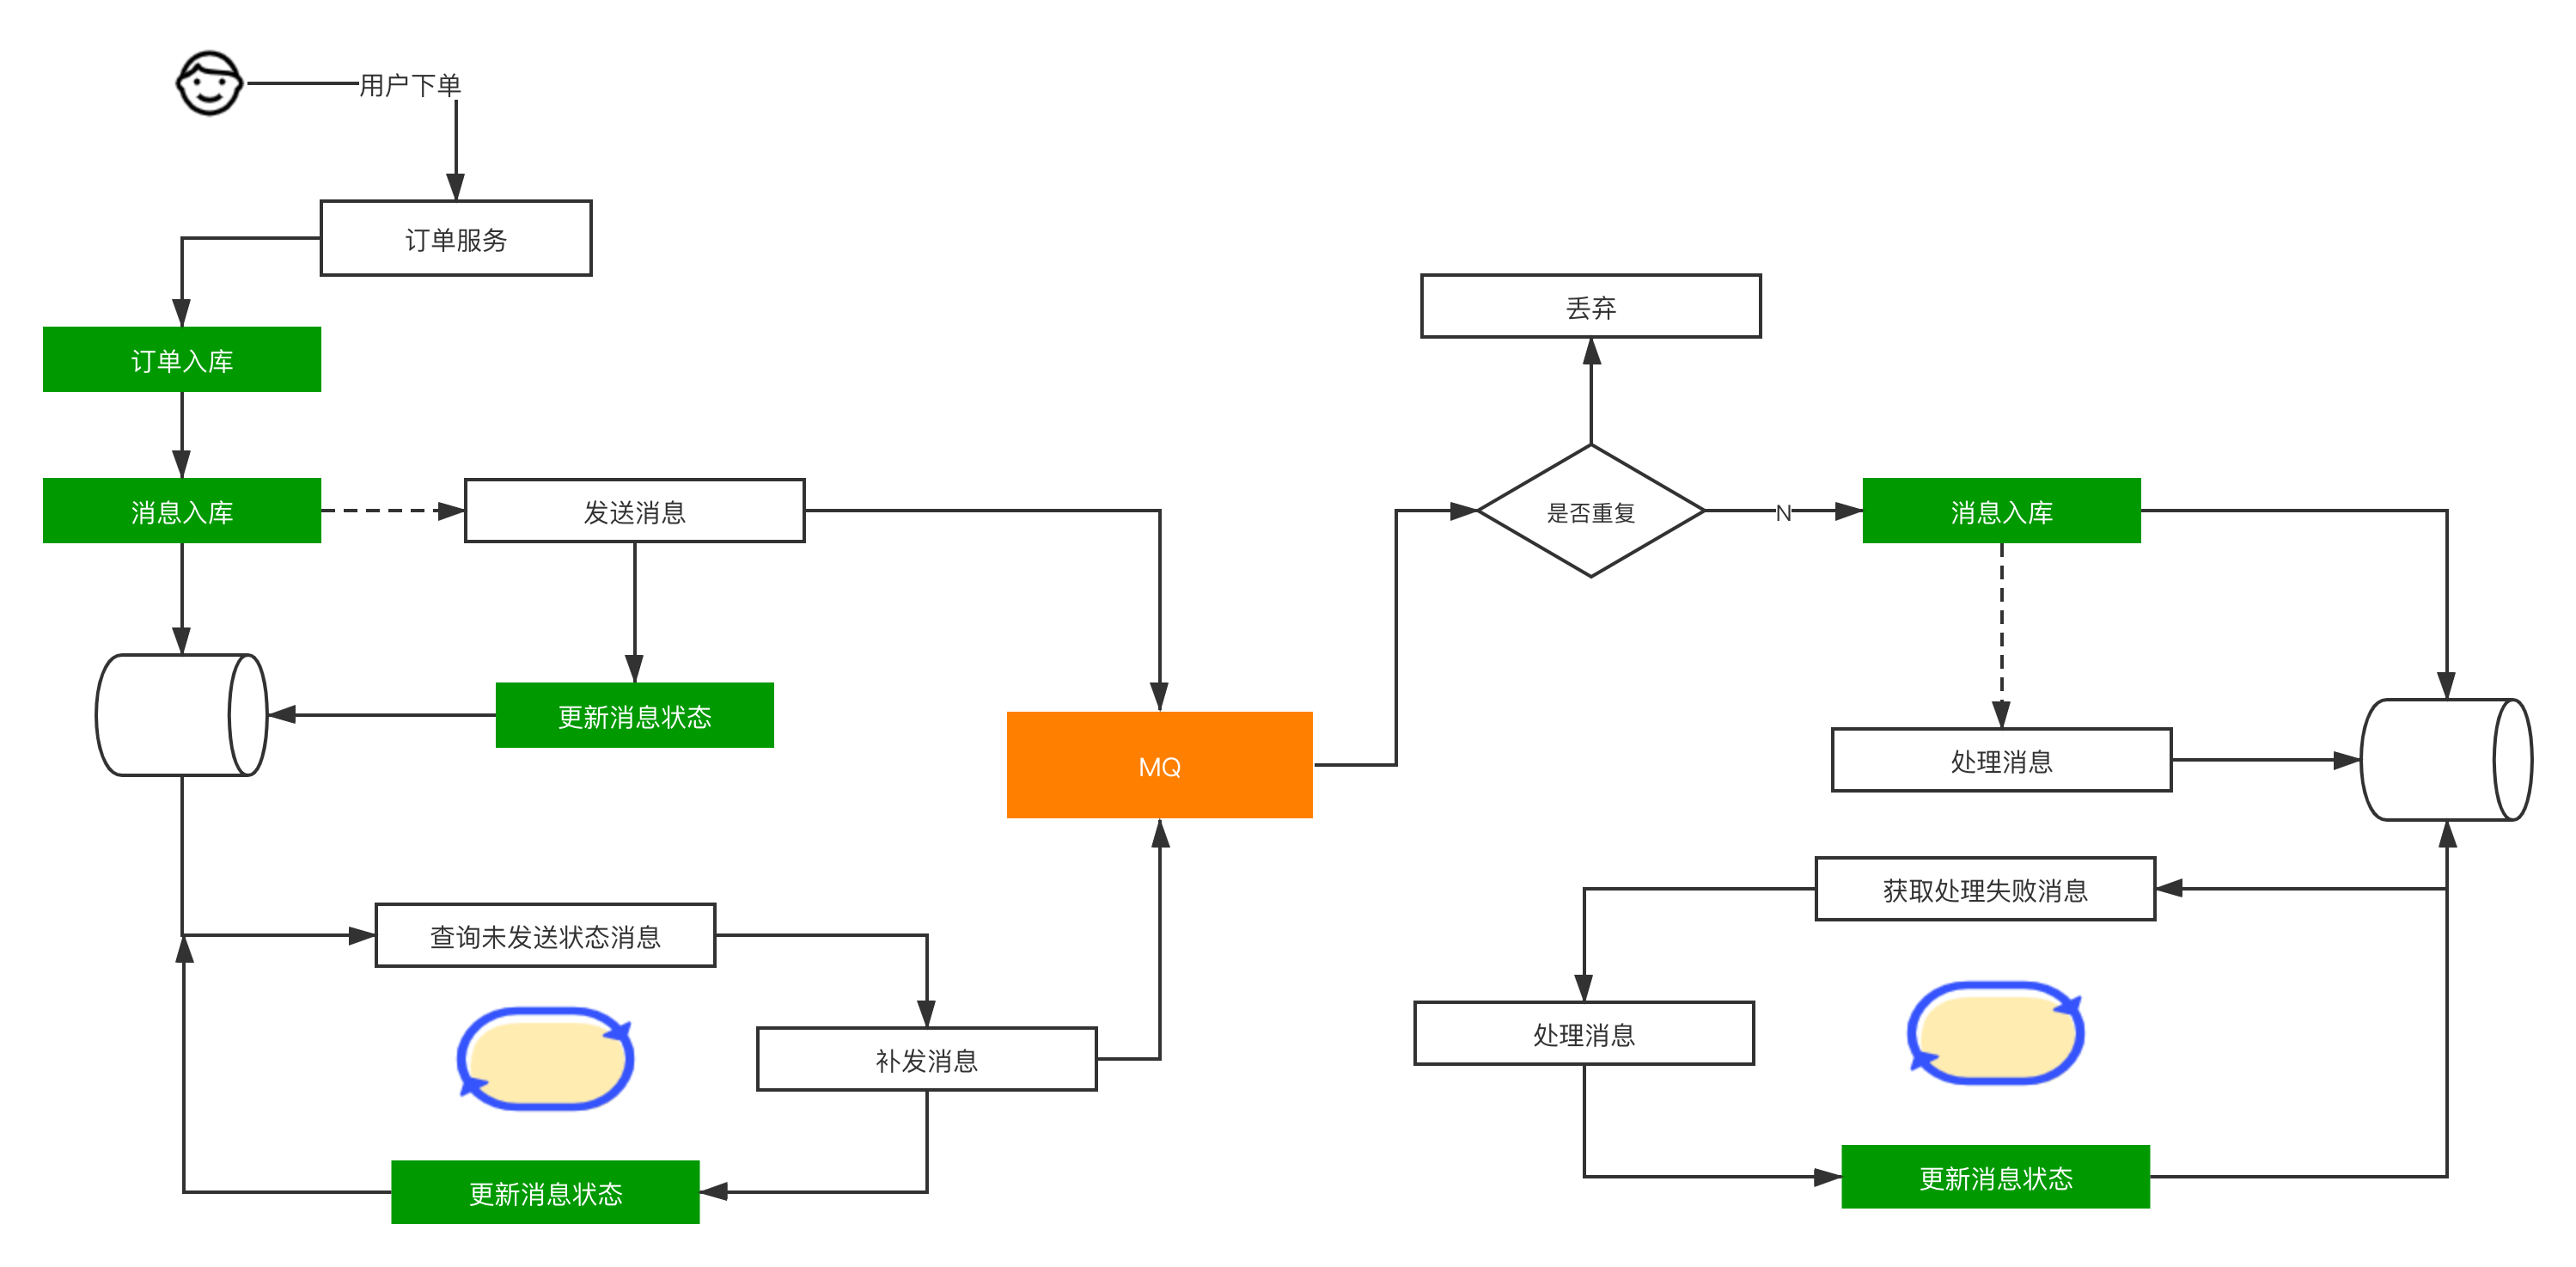 用户下单
订单服务
订单入库
消息入库
发送消息
更新消息状态
查询未发送状态消息
补发消息
更新消息状态
MQ
丢弃
是否重复
N
消息入库
处理消息
获取处理失败消息
处理消息
更新消息状态